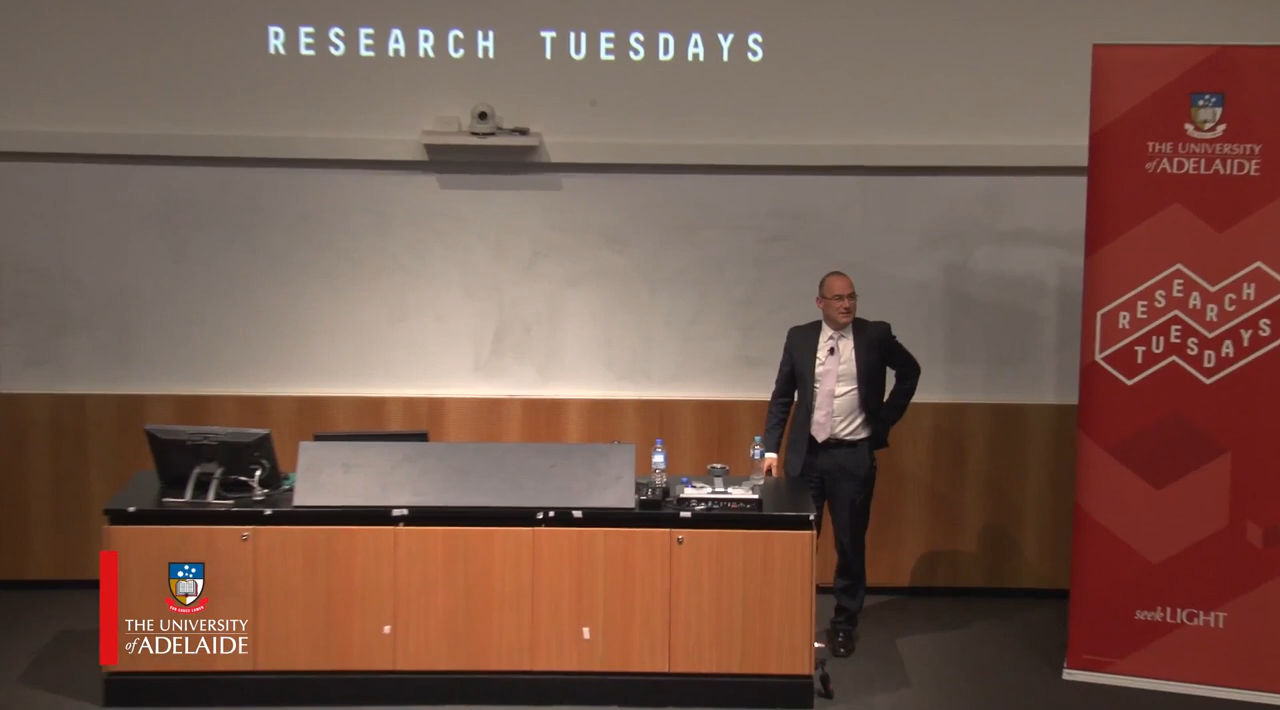 RESEARCH TUESDAYS
THE UNIVERSITY
of ADELAIDE
RESEARCH
TUESDAYS
seek LIGHT
THE UNIVERSITY
of ADELAIDE